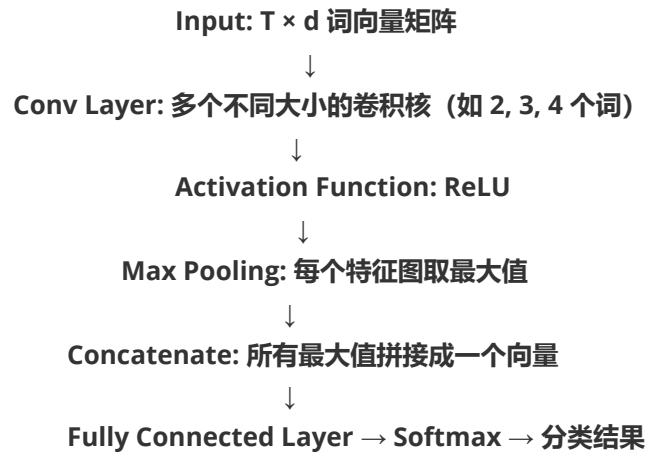 Input: T × d 词向量矩阵
↓
Conv Layer: 多个不同大小的卷积核（如 2, 3, 4 个词）
↓
Activation Function: ReLU
↓
Max Pooling: 每个特征图取最大值
↓
Concatenate: 所有最大值拼接成一个向量
↓
Fully Connected Layer → Softmax → 分类结果